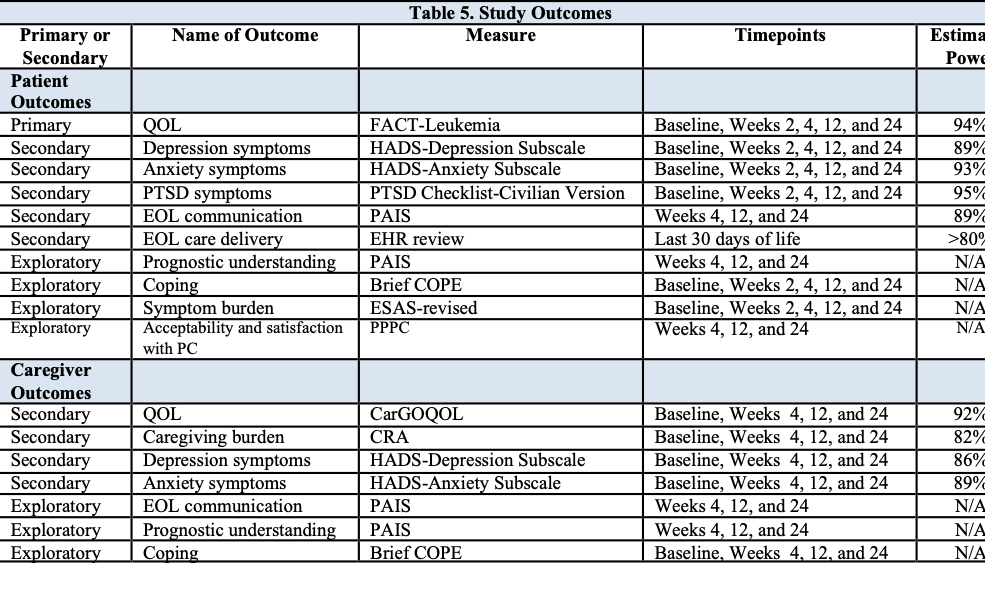 Table 5. Study Outcomes
Primary or Secondary Name of Outcome Measure Timepoints Estima Powe
Patient Outcomes
Primary QOL FACT-Leukemia Baseline, Weeks 2, 4, 12, and 24 94%
Secondary Depression symptoms HADS-Depression Subscale Baseline, Weeks 2, 4, 12, and 24 89%
Secondary Anxiety symptoms HADS-Anxiety Subscale Baseline, Weeks 2, 4, 12, and 24 93%
Secondary PTSD symptoms PTSD Checklist-Civilian Version Baseline, Weeks 2, 4, 12, and 24 95%
Secondary EOL communication PAIS Weeks 4, 12, and 24 89%
Secondary EOL care delivery EHR review Last 30 days of life >80%
Exploratory Prognostic understanding PAIS Weeks 4, 12, and 24 N/A
Exploratory Coping Brief COPE Baseline, Weeks 2, 4, 12, and 24 N/A
Exploratory Symptom burden ESAS-revised Baseline, Weeks 2, 4, 12, and 24 N/A
Exploratory Acceptability and satisfaction with PC PPPC Weeks 4, 12, and 24 N/A
Caregiver Outcomes
Secondary QOL CarGOQOL Baseline, Weeks 4, 12, and 24 92%
Secondary Caregiving burden CRA Baseline, Weeks 4, 12, and 24 82%
Secondary Depression symptoms HADS-Depression Subscale Baseline, Weeks 4, 12, and 24 86%
Secondary Anxiety symptoms HADS-Anxiety Subscale Baseline, Weeks 4, 12, and 24 89%
Exploratory EOL communication PAIS Weeks 4, 12, and 24 N/A
Exploratory Prognostic understanding PAIS Weeks 4, 12, and 24 N/A
Exploratory Coping Brief COPE Baseline, Weeks 4, 12, and 24 N/A